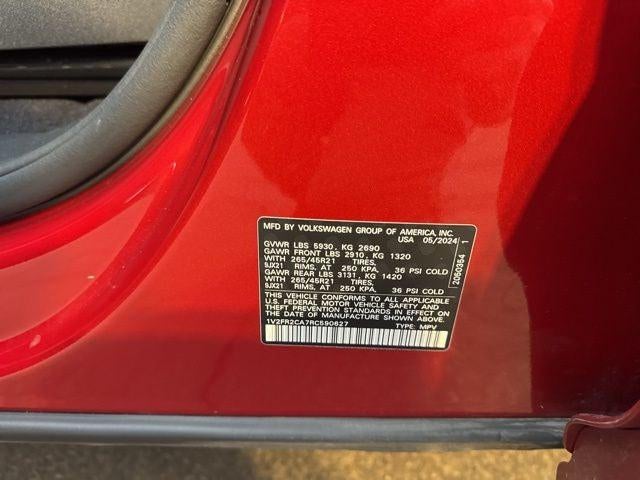 MFD BY VOLKSWAGEN GROUP OF AMERICA, INC.
USA 05/2024
GVWR LBS 5930, KG 2690
GAWR FRONT LBS 2910, KG 1320
WITH 265/45R21 TIRES,
9JX21 RIMS, AT 250 KPA, 36 PSI COLD
GAWR REAR LBS 3131, KG 1420
WITH 265/45R21 TIRES,
9JX21 RIMS, AT 250 KPA, 36 PSI COLD
THIS VEHICLE CONFORMS TO ALL APPLICABLE
U.S. FEDERAL MOTOR VEHICLE SAFETY, BUMPER, AND
THEFT PREVENTION STANDARDS IN EFFECT ON
THE DATE OF MANUFACTURE SHOWN ABOVE
1V2FR2CA7RC590627 TYPE: MPV
2060364 1